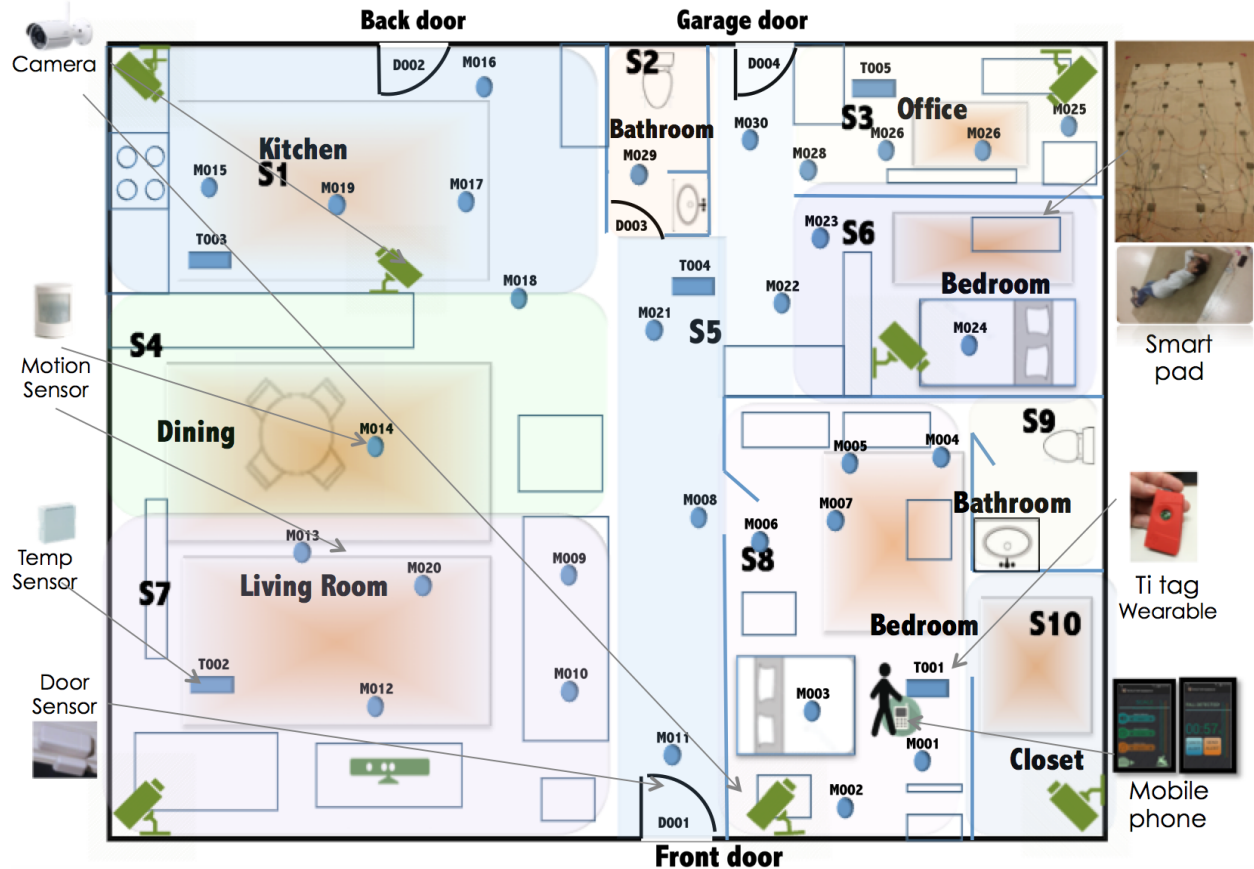 Back door
Garage door
Camera
D002
M016
S2
D004
T005
S3
Office
M025
Bathroom
M030
M026
M026
Kitchen
S1
M015
M019
M017
M029
M028
D003
T003
M023
S6
Bedroom
T004
M018
M021
S5
M022
M024
Smart
pad
Motion
Sensor
S4
Dining
M014
S9
M005
M004
M008
M007
M006
Bathroom
Temp
Sensor
M013
S7
Living Room
M020
M009
S8
Ti tag
Wearable
Bedroom
S10
T002
M012
M010
T001
M003
Door
Sensor
M011
M001
Closet
M002
Mobile
phone
D001
Front door
00:57